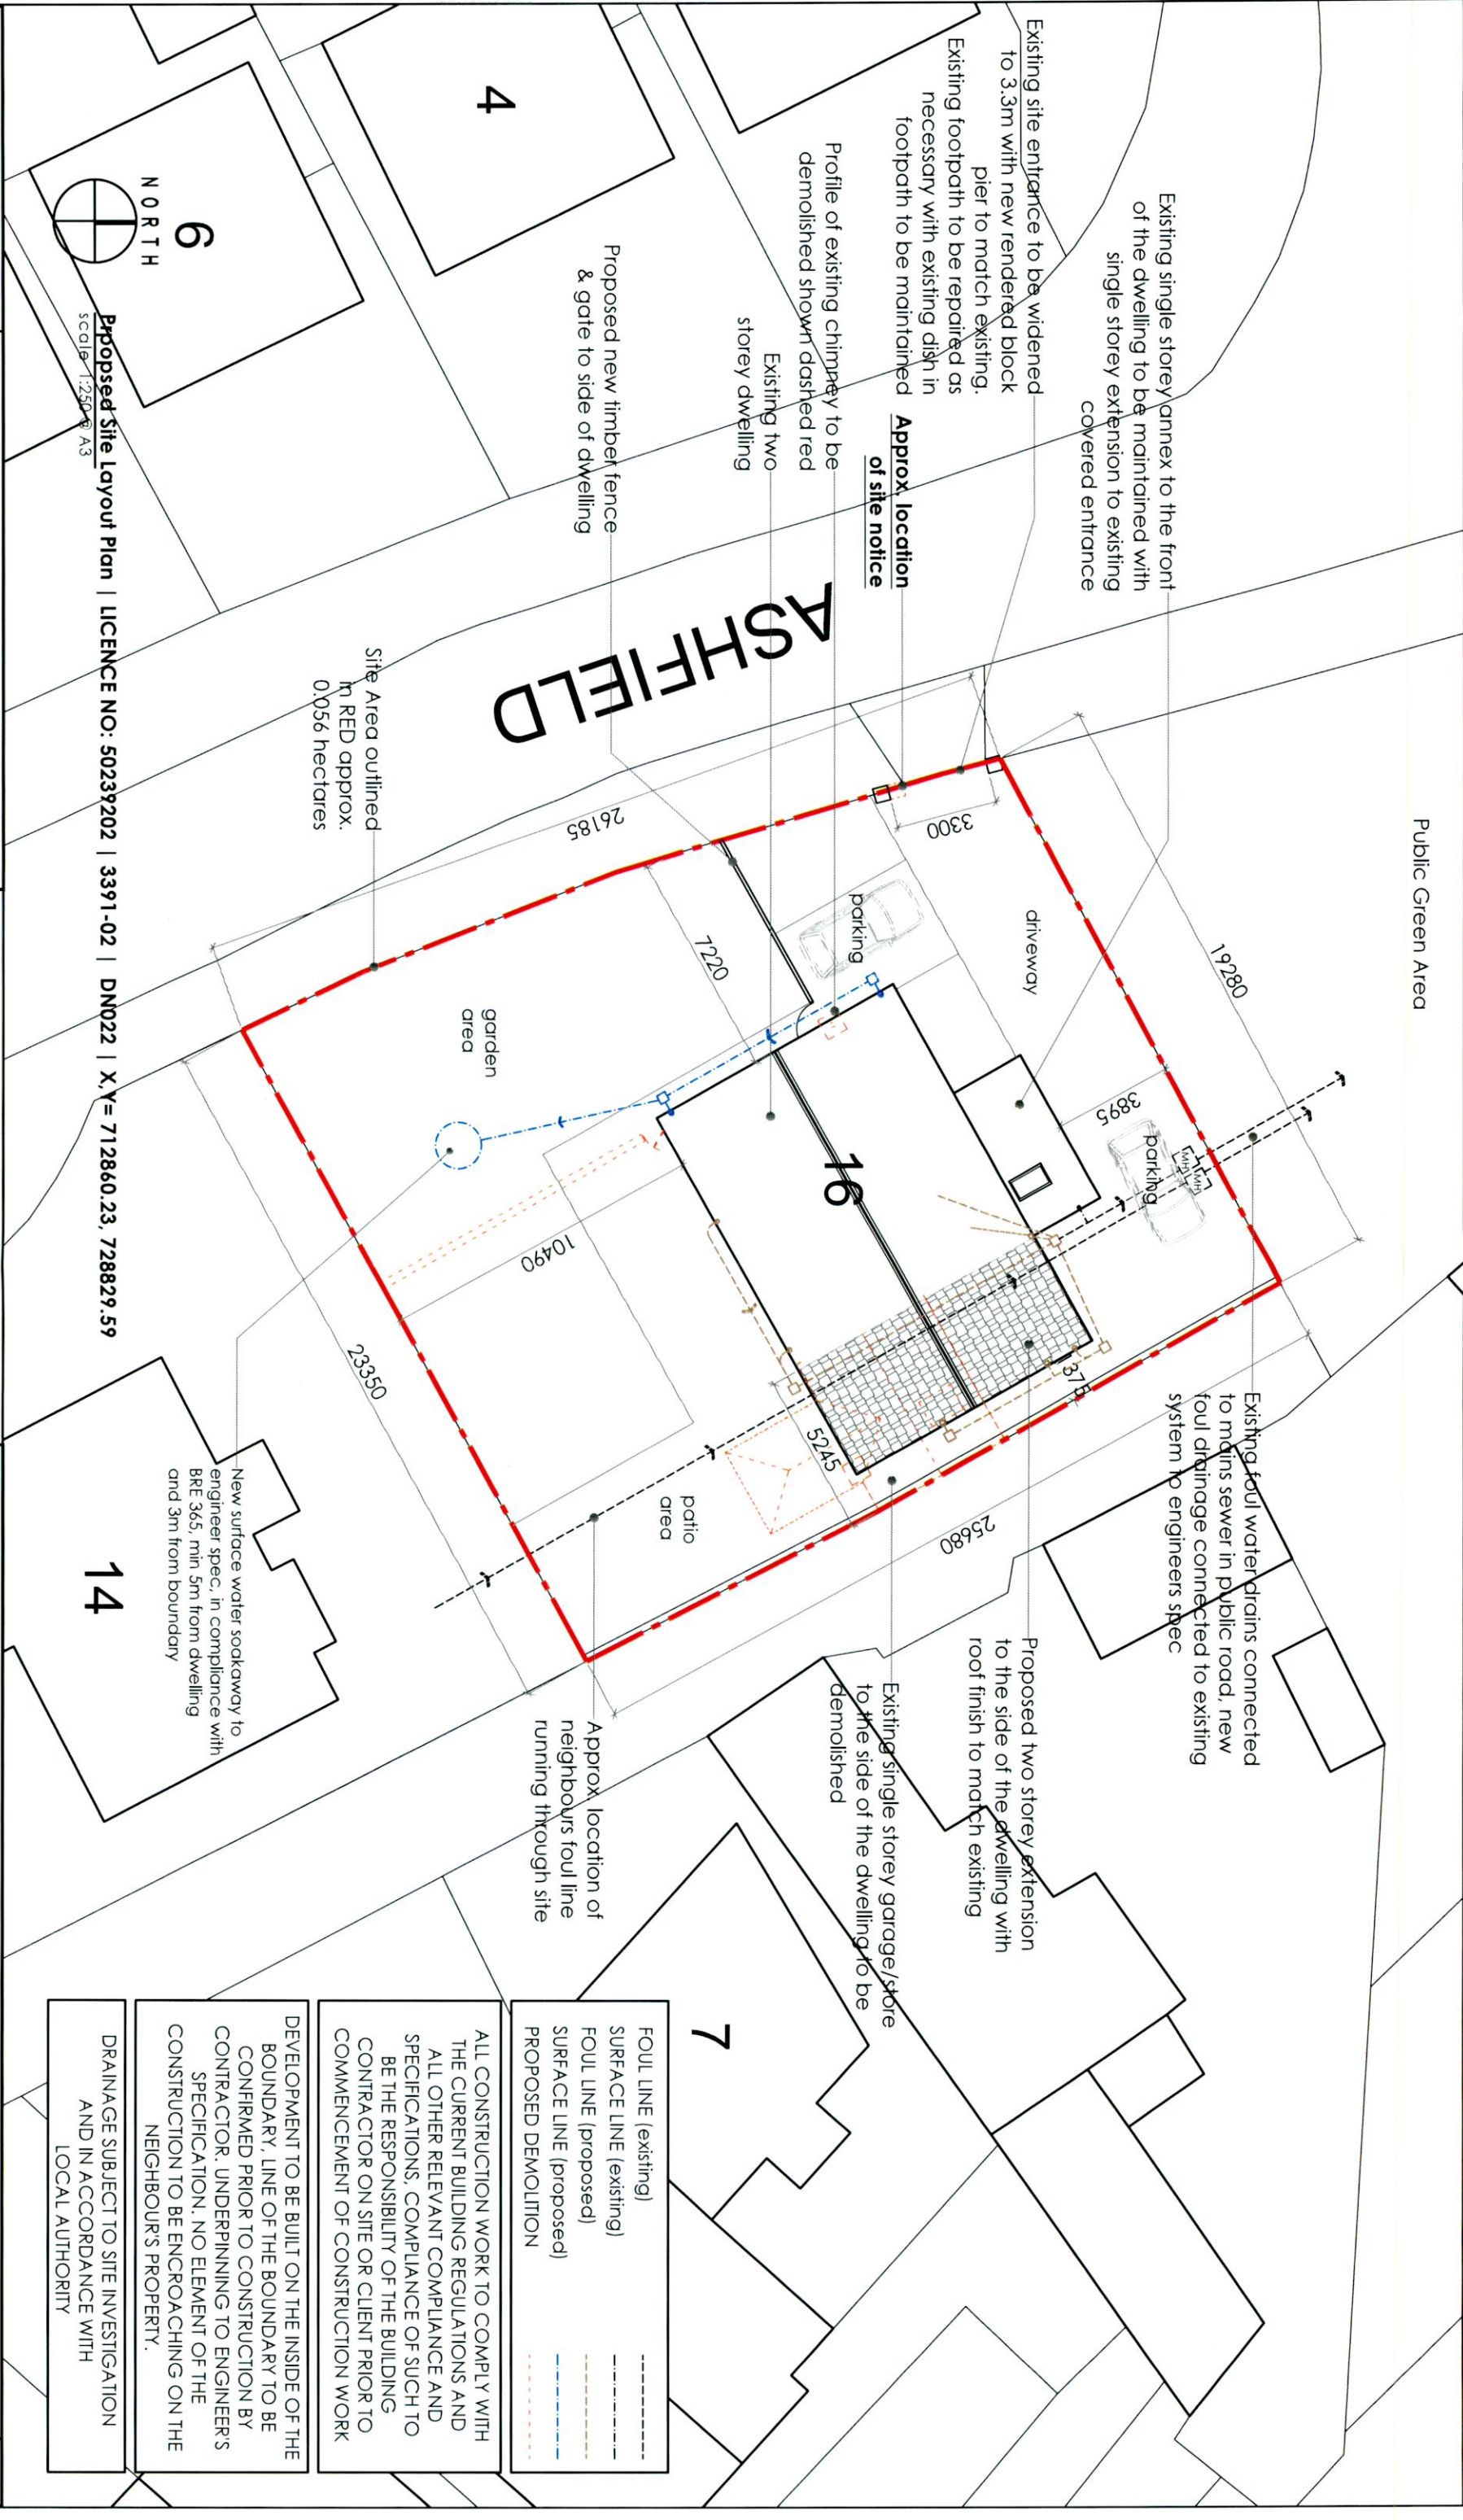 Public Green Area
Existing single storey annex to the front
of the dwelling to be maintained with
single storey extension to existing
covered entrance
Existing site entrance to be widened
to 3.3m with new rendered block
pier to match existing.
Existing footpath to be repaired as
necessary with existing dish in
footpath to be maintained
Approx. location
of site notice
Profile of existing chimney to be
demolished shown dashed red
Existing two
storey dwelling
Proposed new timber fence
& gate to side of dwelling
Site Area outlined
in RED approx.
0.056 hectares
ASHFIELD
4
6
NORTH
19280
3300
26185
7220
3895
10490
23350
5245
375
25680
driveway
parking
parking
MH
MH
16
garden
area
patio
area
Existing foul water drains connected
to mains sewer in public road, new
foul drainage connected to existing
system to engineers spec
Proposed two storey extension
to the side of the dwelling with
roof finish to match existing
Existing single storey garage/store
to the side of the dwelling to be
demolished
Approx. location of
neighbours foul line
running through site
New surface water soakaway to
engineer spec, in compliance with
BRE 365, min 5m from dwelling
and 3m from boundary
14
7
FOUL LINE (existing)
SURFACE LINE (existing)
FOUL LINE (proposed)
SURFACE LINE (proposed)
PROPOSED DEMOLITION
ALL CONSTRUCTION WORK TO COMPLY WITH
THE CURRENT BUILDING REGULATIONS AND
ALL OTHER RELEVANT COMPLIANCE AND
SPECIFICATIONS, COMPLIANCE OF SUCH TO
BE THE RESPONSIBILITY OF THE BUILDING
CONTRACTOR ON SITE OR CLIENT PRIOR TO
COMMENCEMENT OF CONSTRUCTION WORK
DEVELOPMENT TO BE BUILT ON THE INSIDE OF THE
BOUNDARY, LINE OF THE BOUNDARY TO BE
CONFIRMED PRIOR TO CONSTRUCTION BY
CONTRACTOR. UNDERPINNING TO ENGINEER'S
SPECIFICATION. NO ELEMENT OF THE
CONSTRUCTION TO BE ENCROACHING ON THE
NEIGHBOUR'S PROPERTY.
DRAINAGE SUBJECT TO SITE INVESTIGATION
AND IN ACCORDANCE WITH
LOCAL AUTHORITY
Proposed Site Layout Plan | LICENCE NO: 50239202 | 3391-02 | DN022 | X,Y= 712860.23, 728829.59
scale 1:250 @ A3